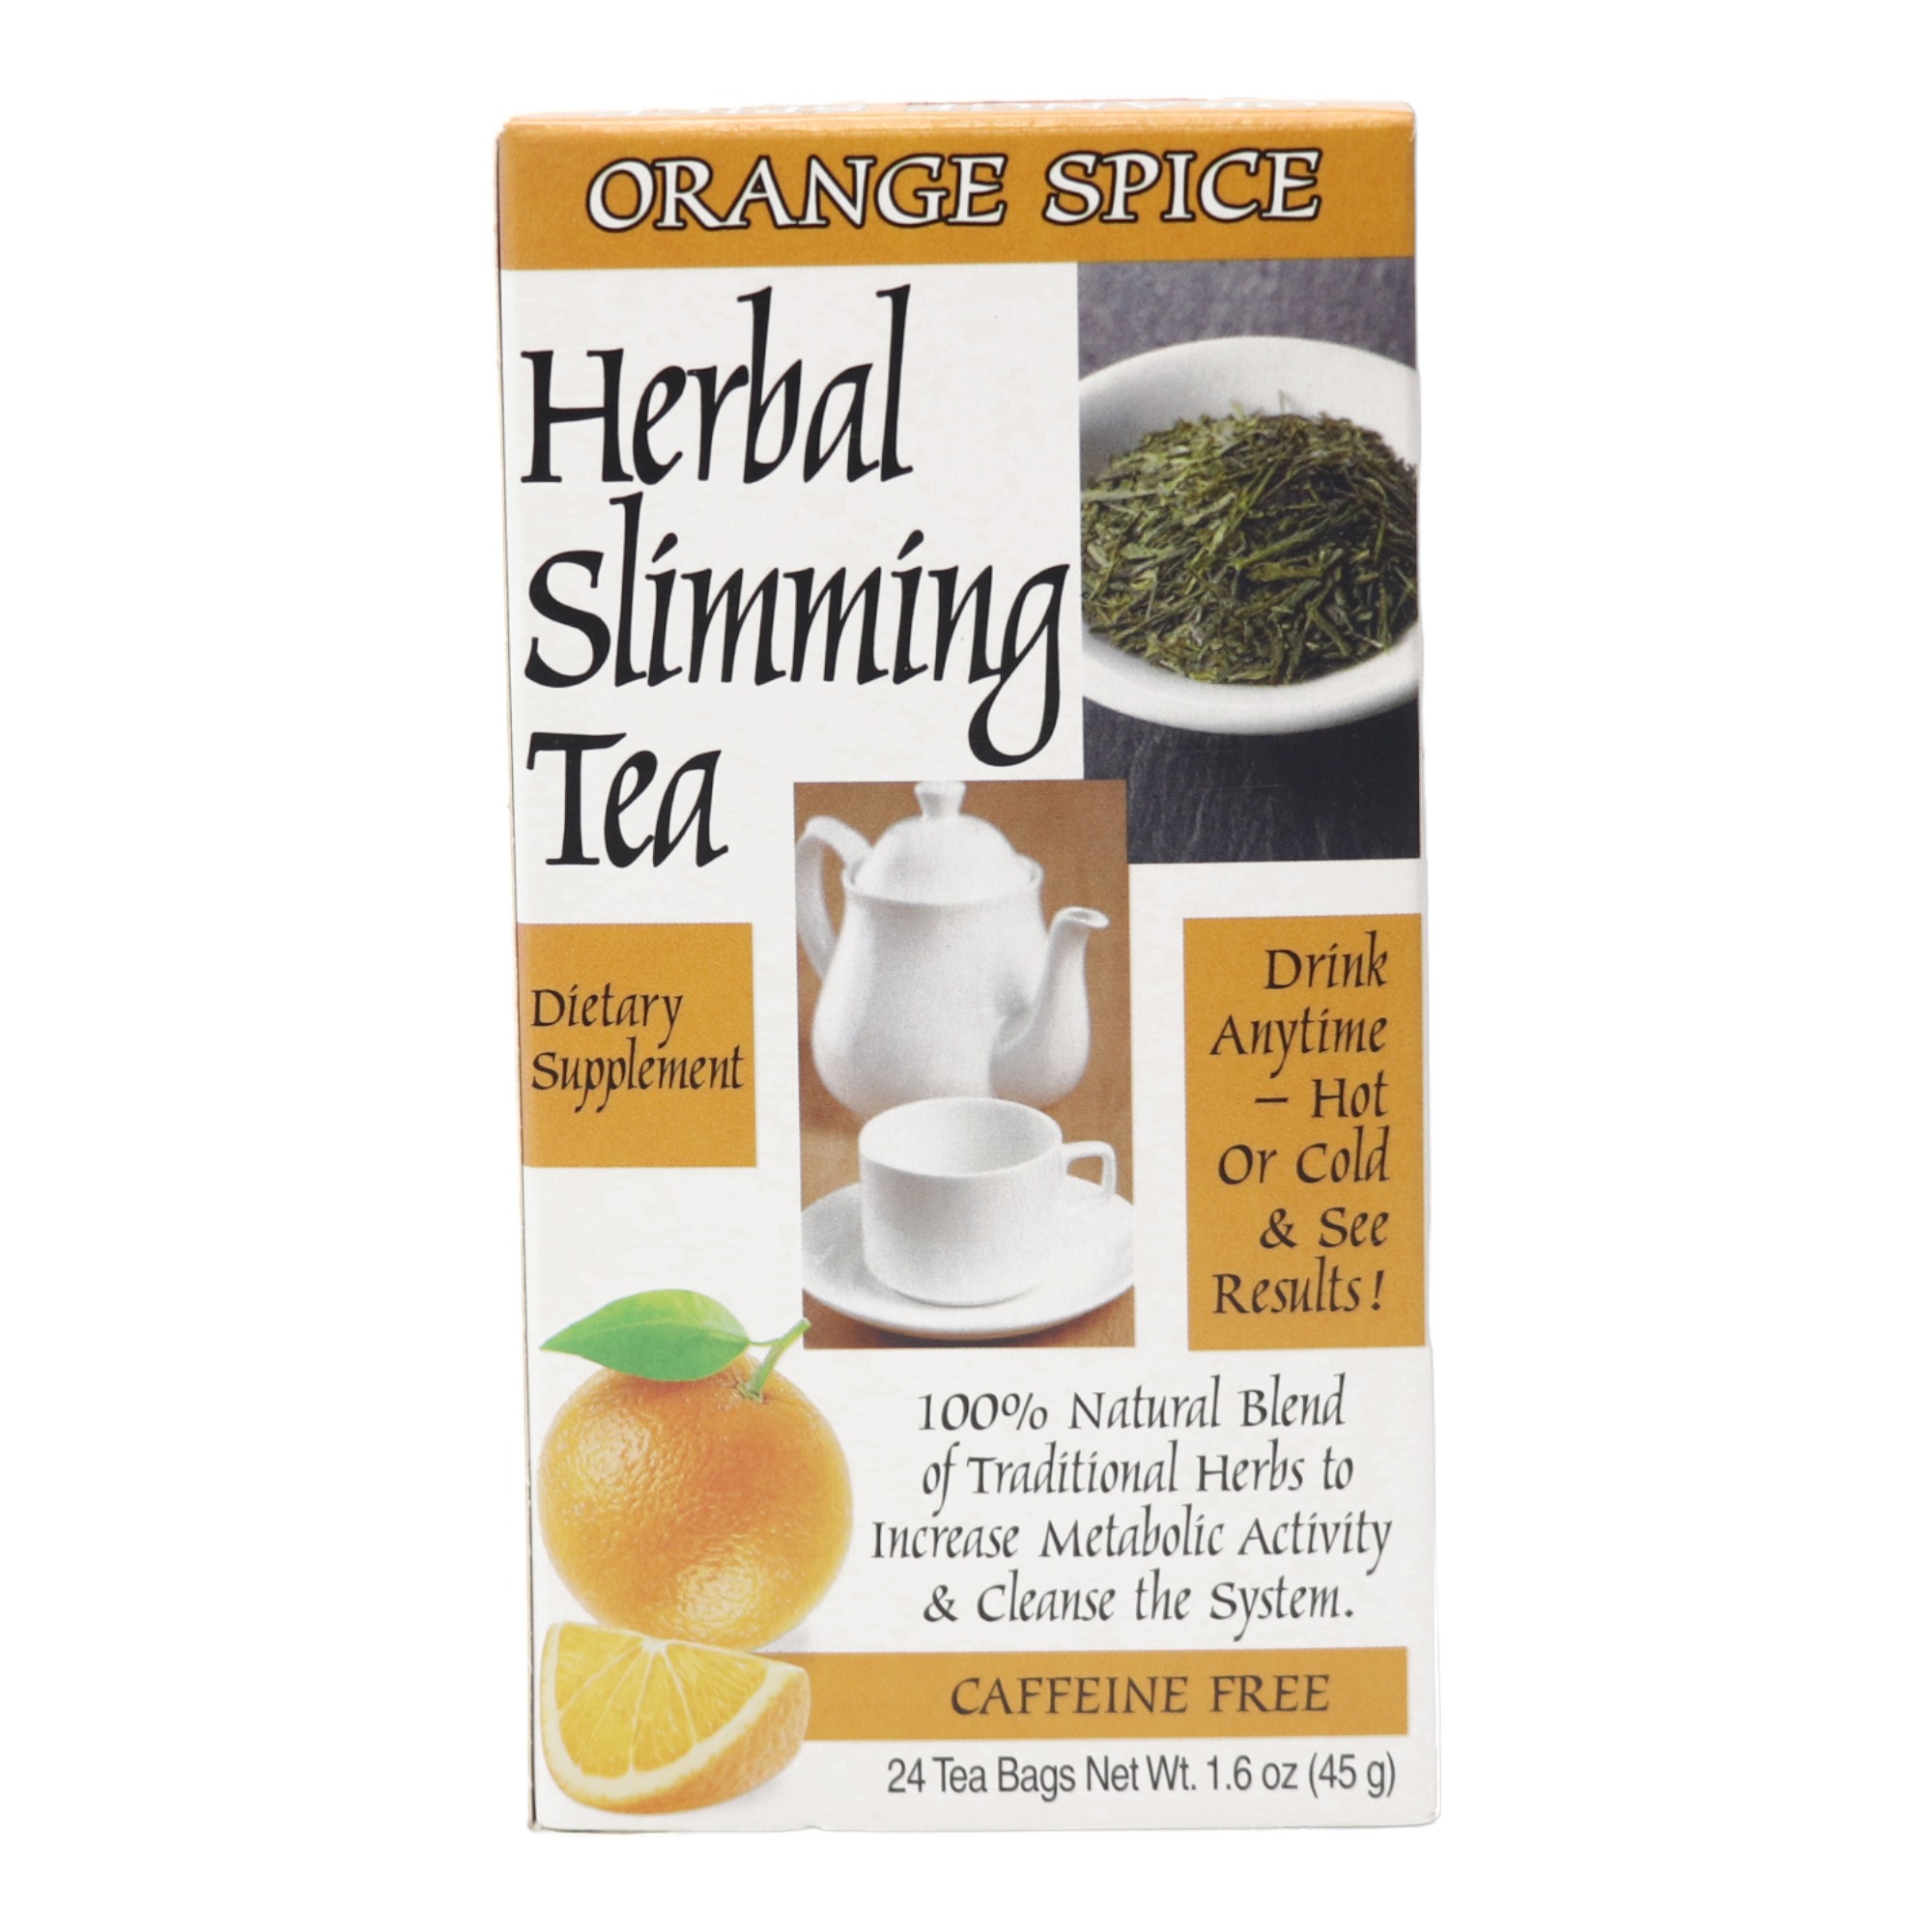 ORANGE SPICE
Herbal
Slimming
Tea
Dietary
Supplement
Drink
Anytime
– Hot
Or Cold
& See
Results!
100% Natural Blend
of Traditional Herbs to
Increase Metabolic Activity
& Cleanse the System.
CAFFEINE FREE
24 Tea Bags Net Wt. 1.6 oz (45 g)